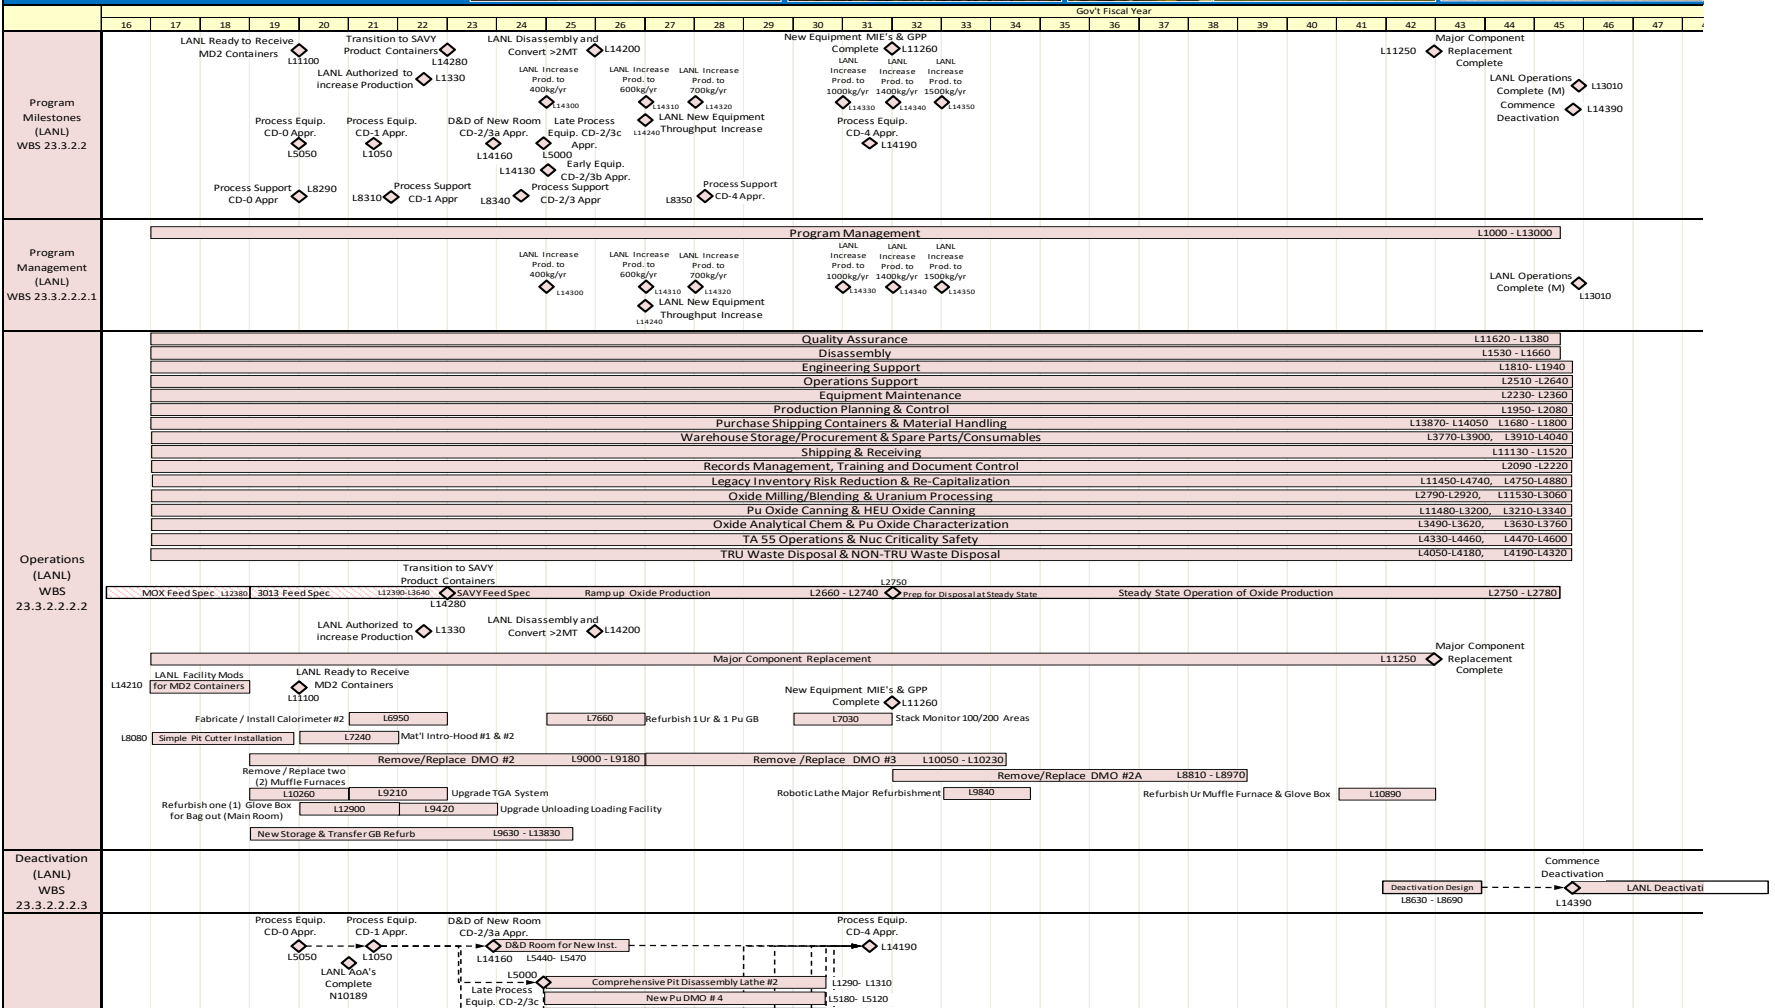 Gov't Fiscal Year
16 17 18 19 20 21 22 23 24 25 26 27 28 29 30 31 32 33 34 35 36 37 38 39 40 41 42 43 44 45 46 47
Program
Milestones
(LANL)
WBS 23.3.2.2
LANL Ready to Receive
MD2 Containers
L11100
Transition to SAVY
Product Containers
L14280
LANL Authorized to
increase Production
L1330
LANL Disassembly and
Convert >2MT
L14200
LANL Increase
Prod. to
400kg/yr
L14300
LANL Increase
Prod. to
600kg/yr
L14310
LANL Increase
Prod. to
700kg/yr
L14320
L14240
LANL New Equipment
Throughput Increase
New Equipment MIE's & GPP
Complete
L11260
LANL
Increase
Prod. to
1000kg/yr
L14330
LANL
Increase
Prod. to
1400kg/yr
L14340
LANL
Increase
Prod. to
1500kg/yr
L14350
L11250
Major Component
Replacement
Complete
LANL Operations
Complete (M)
L13010
Commence
Deactivation
L14390
Process Equip.
CD-0 Appr.
L5050
Process Equip.
CD-1 Appr.
L1050
D&D of New Room
CD-2/3a Appr.
L14160
Late Process
Equip. CD-2/3c
Appr.
L5000
L14130
Early Equip.
CD-2/3b Appr.
Process Equip.
CD-4 Appr.
L14190
Process Support
CD-0 Appr
L8290
L8310
Process Support
CD-1 Appr
L8340
Process Support
CD-2/3 Appr
L8350
Process Support
CD-4 Appr.
Program
Management
(LANL)
WBS 23.3.2.2.2.1
Program Management
L1000 - L13000
LANL Increase
Prod. to
400kg/yr
L14300
LANL Increase
Prod. to
600kg/yr
L14310
LANL Increase
Prod. to
700kg/yr
L14320
L14240
LANL New Equipment
Throughput Increase
LANL
Increase
Prod. to
1000kg/yr
L14330
LANL
Increase
Prod. to
1400kg/yr
L14340
LANL
Increase
Prod. to
1500kg/yr
L14350
LANL Operations
Complete (M)
L13010
Operations
(LANL)
WBS
23.3.2.2.2.2
Quality Assurance L11620 - L1380
Disassembly L1530 - L1660
Engineering Support L1810- L1940
Operations Support L2510 -L2640
Equipment Maintenance L2230- L2360
Production Planning & Control L1950- L2080
Purchase Shipping Containers & Material Handling L13870- L14050 L1680 - L1800
Warehouse Storage/Procurement & Spare Parts/Consumables L3770-L3900, L3910-L4040
Shipping & Receiving L11130 - L1520
Records Management, Training and Document Control L2090 -L2220
Legacy Inventory Risk Reduction & Re-Capitalization L11450-L4740, L4750-L4880
Oxide Milling/Blending & Uranium Processing L2790-L2920, L11530-L3060
Pu Oxide Canning & HEU Oxide Canning L11480-L3200, L3210-L3340
Oxide Analytical Chem & Pu Oxide Characterization L3490-L3620, L3630-L3760
TA 55 Operations & Nuc Criticality Safety L4330-L4460, L4470-L4600
TRU Waste Disposal & NON-TRU Waste Disposal L4050-L4180, L4190-L4320
Transition to SAVY
Product Containers
L2750
MOX Feed Spec L12380 3013 Feed Spec L12390-L3640 SAVY Feed Spec Ramp up Oxide Production L2660 - L2740 Prep for Disposal at Steady State Steady State Operation of Oxide Production L2750 - L2780
L14280
LANL Authorized to
increase Production
L1330
LANL Disassembly and
Convert >2MT
L14200
Major Component Replacement
L11250
Major Component
Replacement
Complete
L14210
LANL Facility Mods
for MD2 Containers
LANL Ready to Receive
MD2 Containers
L11100
New Equipment MIE's & GPP
Complete
L11260
Fabricate / Install Calorimeter #2 L6950
L7660 Refurbish 1 Ur & 1 Pu GB
L7030 Stack Monitor 100/200 Areas
L8080 Simple Pit Cutter Installation
L7240 Mat'l Intro-Hood #1 & #2
Remove/Replace DMO #2 L9000 - L9180
Remove /Replace DMO #3 L10050 - L10230
Remove/Replace DMO #2A L8810 - L8970
Remove / Replace two
(2) Muffle Furnaces
L10260
L9210 Upgrade TGA System
Robotic Lathe Major Refurbishment L9840
Refurbish Ur Muffle Furnace & Glove Box L10890
Refurbish one (1) Glove Box
for Bag out (Main Room)
L12900
L9420 Upgrade Unloading Loading Facility
New Storage & Transfer GB Refurb L9630 - L13830
Deactivation
(LANL)
WBS
23.3.2.2.2.3
Deactivation Design
L8630 - L8690
Commence
Deactivation
L14390
LANL Deactivati
Process Equip.
CD-0 Appr.
L5050
Process Equip.
CD-1 Appr.
L1050
LANL AoA's
Complete
N10189
D&D of New Room
CD-2/3a Appr.
L14160
D&D Room for New Inst.
L5440- L5470
Process Equip.
CD-4 Appr.
L14190
L5000
Late Process
Equip. CD-2/3c
Comprehensive Pit Disassembly Lathe #2 L1290- L1310
New Pu DMO # 4 L5180- L5120